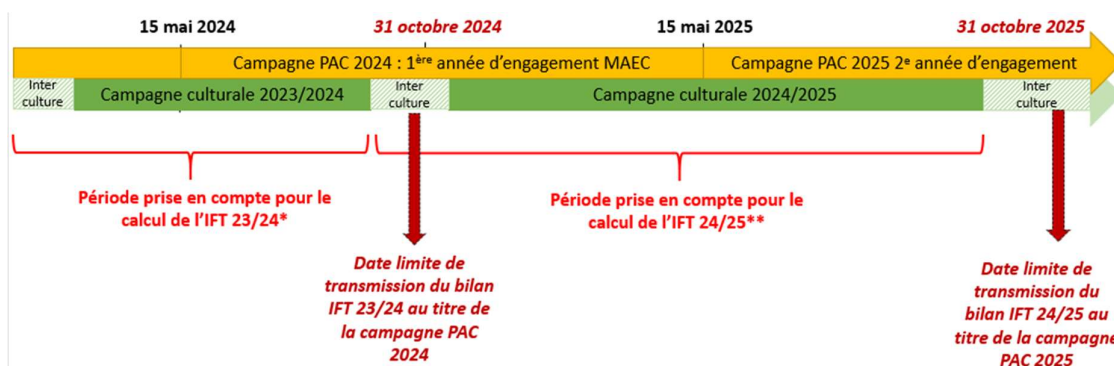 15 mai 2024
31 octobre 2024
15 mai 2025
31 octobre 2025
Campagne PAC 2024 : 1ère année d'engagement MAEC
Campagne PAC 2025 2e année d'engagement
Inter
culture
Campagne culturale 2023/2024
Inter
culture
Campagne culturale 2024/2025
Inter
culture
Période prise en compte pour le
calcul de l'IFT 23/24*
Période prise en compte pour le
calcul de l'IFT 24/25**
Date limite de
transmission du bilan
IFT 23/24 au titre de
la campagne PAC
2024
Date limite de
transmission du
bilan IFT 24/25 au
titre de la campagne
PAC 2025